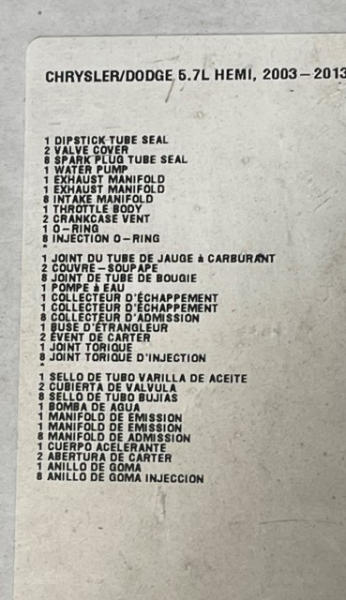 CHRYSLER/DODGE 5.7L HEMI, 2003-2013
1 DIPSTICK TUBE SEAL
2 VALVE COVER
8 SPARK PLUG TUBE SEAL
1 WATER PUMP
1 EXHAUST MANIFOLD
1 EXHAUST MANIFOLD
8 INTAKE MANIFOLD
1 THROTTLE BODY
2 CRANKCASE VENT
1 O-RING
8 INJECTION O-RING
*
1 JOINT DU TUBE DE JAUGE à CARBURANT
2 COUVRE-SOUPAPE
8 JOINT DE TUBE DE BOUGIE
1 POMPE à EAU
1 COLLECTEUR D'ÉCHAPPEMENT
1 COLLECTEUR D'ÉCHAPPEMENT
8 COLLECTEUR D'ADMISSION
1 BUSE D'ÉTRANGLEUR
2 ÉVENT DE CARTER
1 JOINT TORIQUE
8 JOINT TORIQUE D'INJECTION
*
1 SELLO DE TUBO VARILLA DE ACEITE
2 CUBIERTA DE VALVULA
8 SELLO DE TUBO BUJIAS
1 BOMBA DE AGUA
1 MANIFOLD DE EMISSION
1 MANIFOLD DE EMISSION
8 MANIFOLD DE ADMISSION
1 CUERPO ACELERANTE
2 ABERTURA DE CARTER
1 ANILLO DE GOMA
8 ANILLO DE GOMA INJECCION